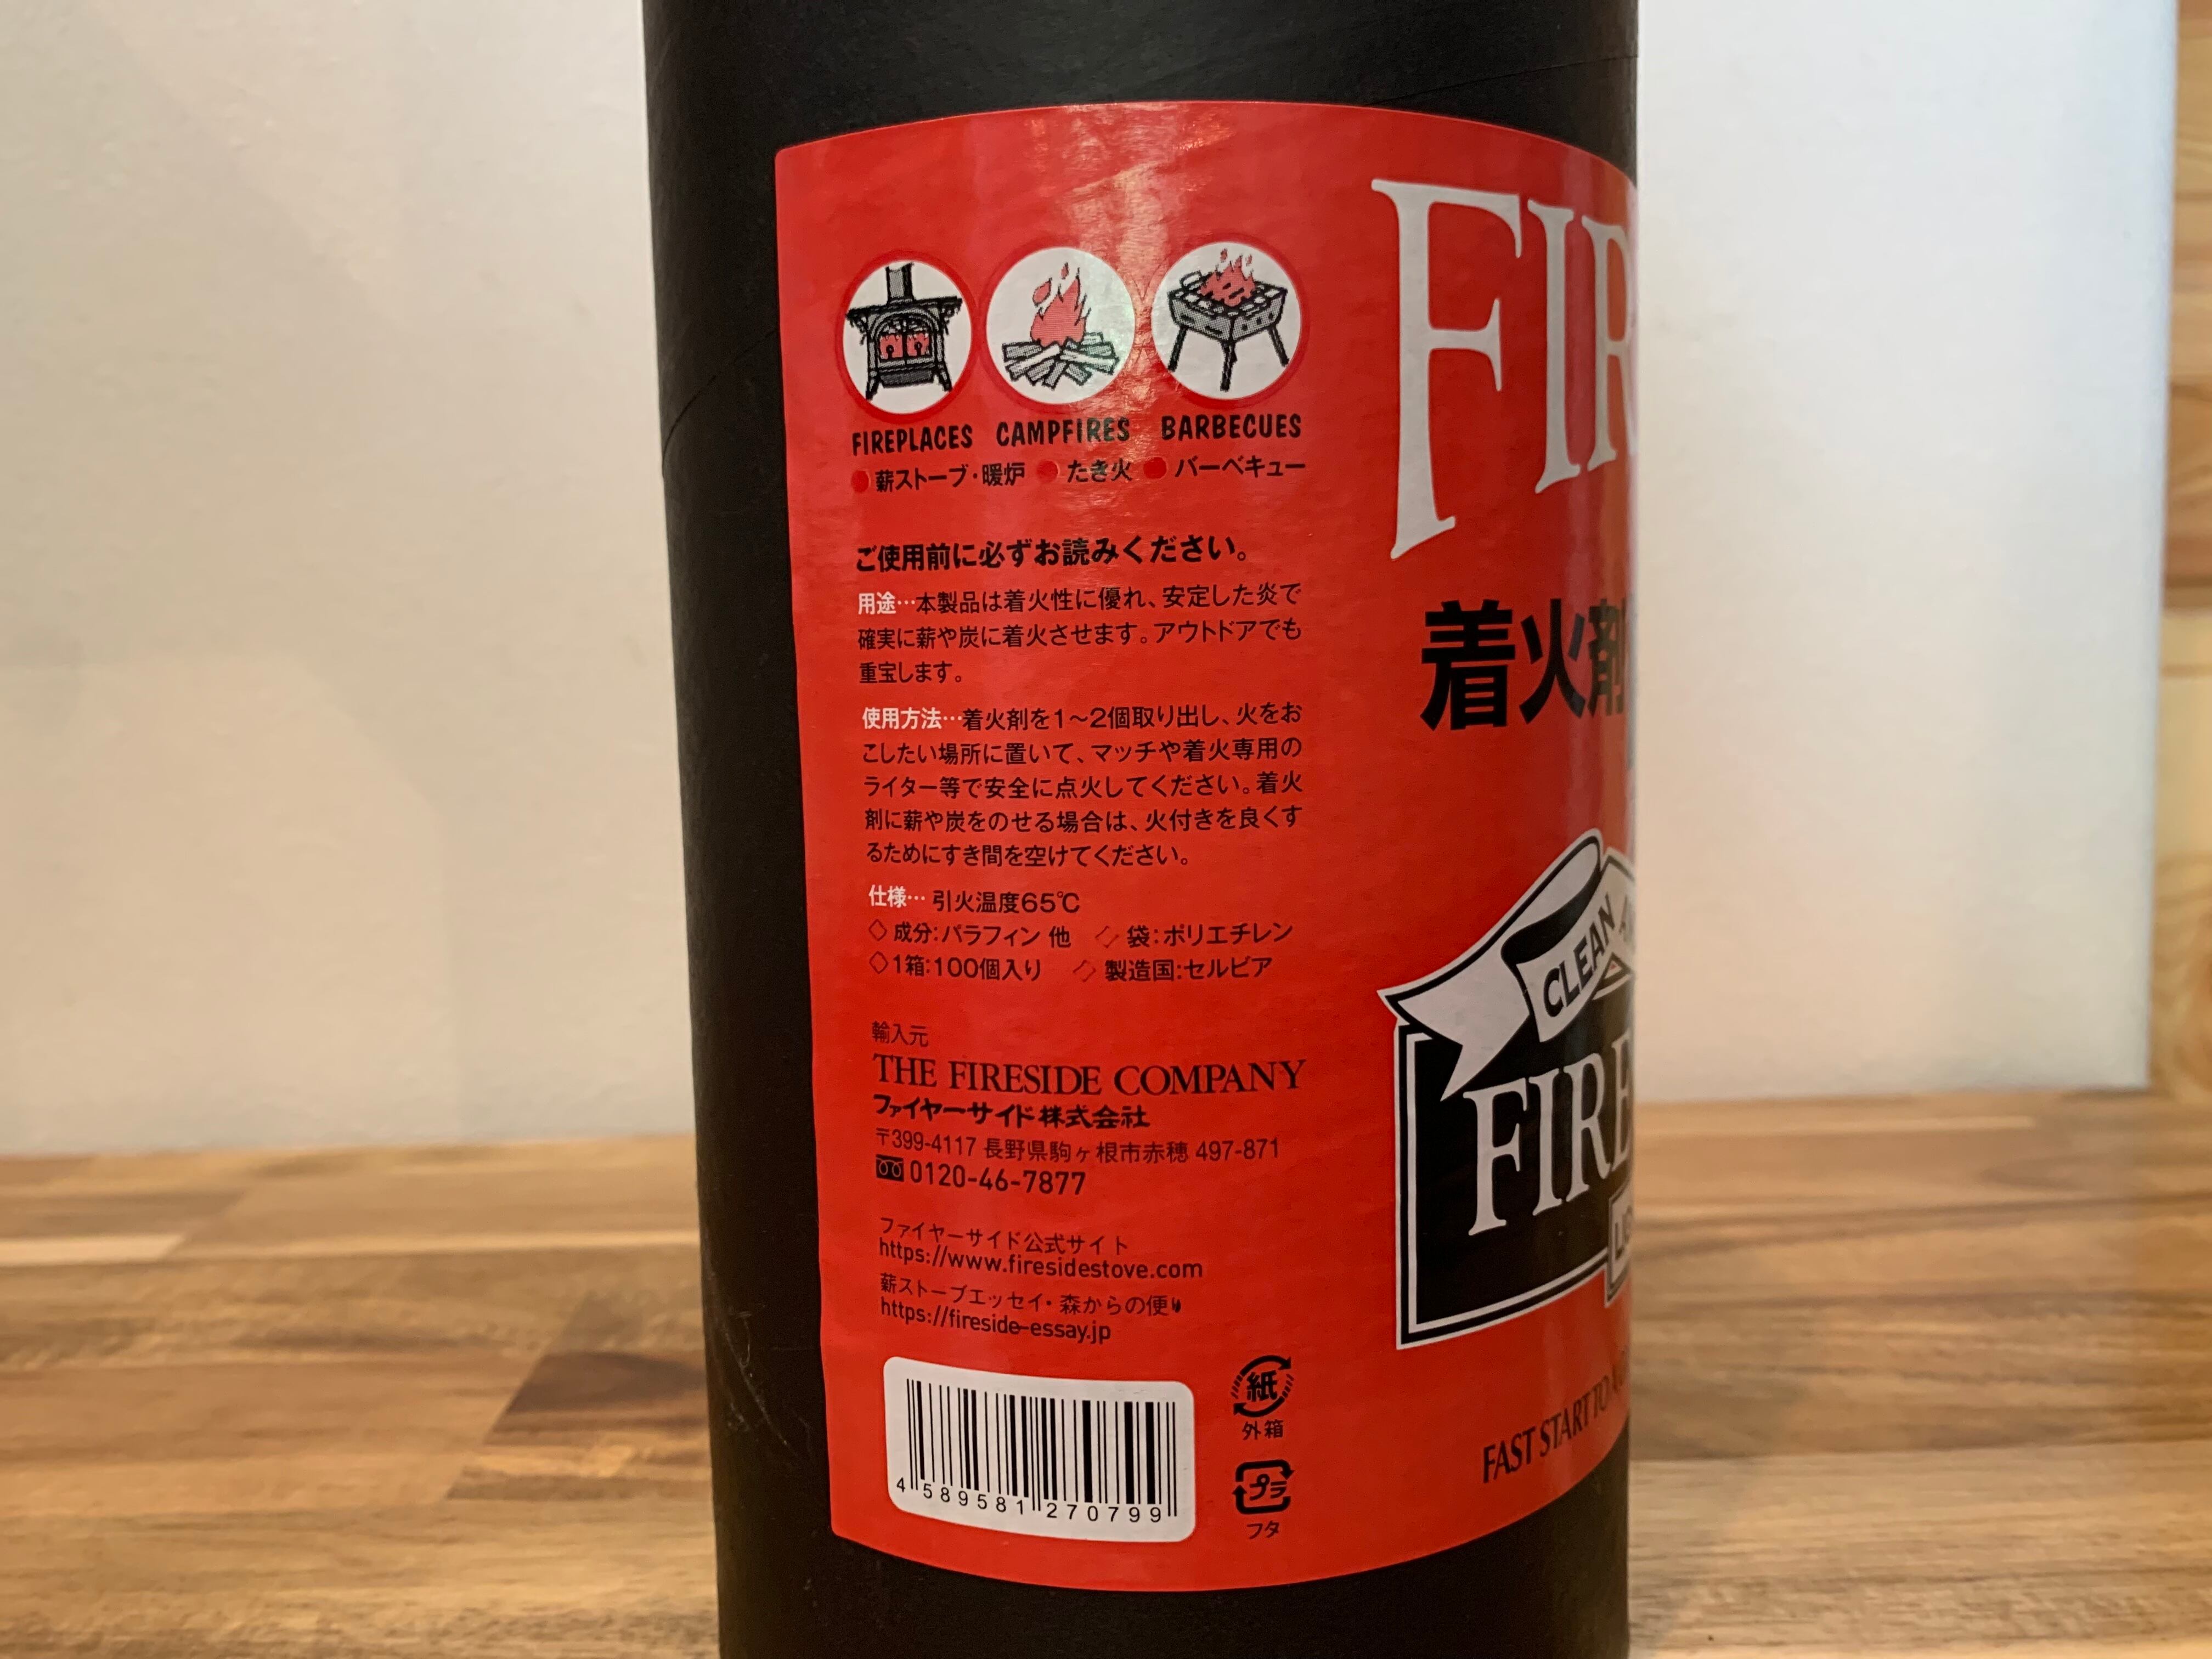 FIREPLACES CAMPFIRES BARBECUES
薪ストーブ・暖炉 たき火 バーベキュー
ご使用前に必ずお読みください。
用途…本製品は着火性に優れ、安定した炎で
確実に薪や炭に着火させます。アウトドアでも
重宝します。
使用方法…着火剤を1〜2個取り出し、火をお
こしたい場所に置いて、マッチや着火専用の
ライター等で安全に点火してください。着火
剤に薪や炭をのせる場合は、火付きを良くす
るためにすき間を空けてください。
仕様…引火温度65℃
◇成分:パラフィン 他 ◇袋:ポリエチレン
◇1箱:100個入り ◇製造国:セルビア
輸入元
THE FIRESIDE COMPANY
ファイヤーサイド株式会社
〒399-4117 長野県駒ヶ根市赤穂 497-871
0120-46-7877
ファイヤーサイド公式サイト
https://www.firesidestove.com
薪ストーブエッセイ・森からの便り
https://fireside-essay.jp
4 589581 270799
紙
外箱
プラ
フタ
着火剤
CLEAN
FAST START TO